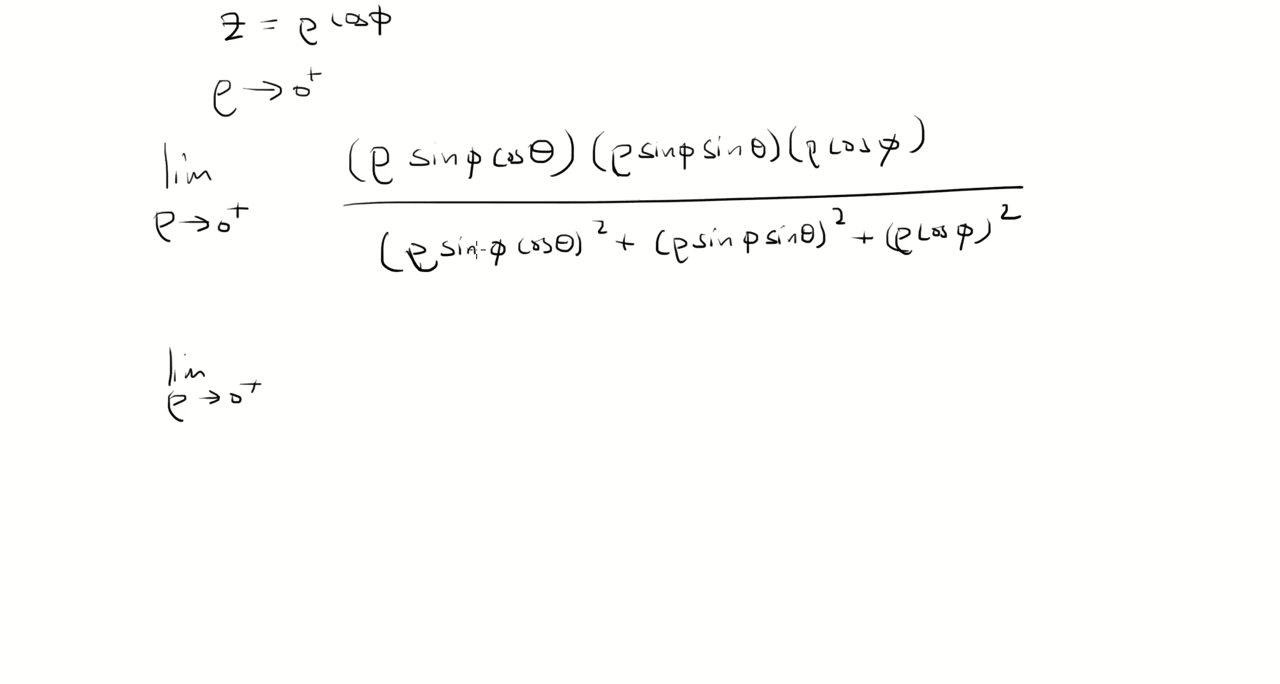 z = ρ cos φ
ρ → 0⁺
lim ρ → 0⁺ (ρ sin φ cos θ) (ρ sin φ sin θ) (ρ cos φ) / (ρ sin φ cos θ)² + (ρ sin φ sin θ)² + (ρ cos φ)²
lim ρ → 0⁺